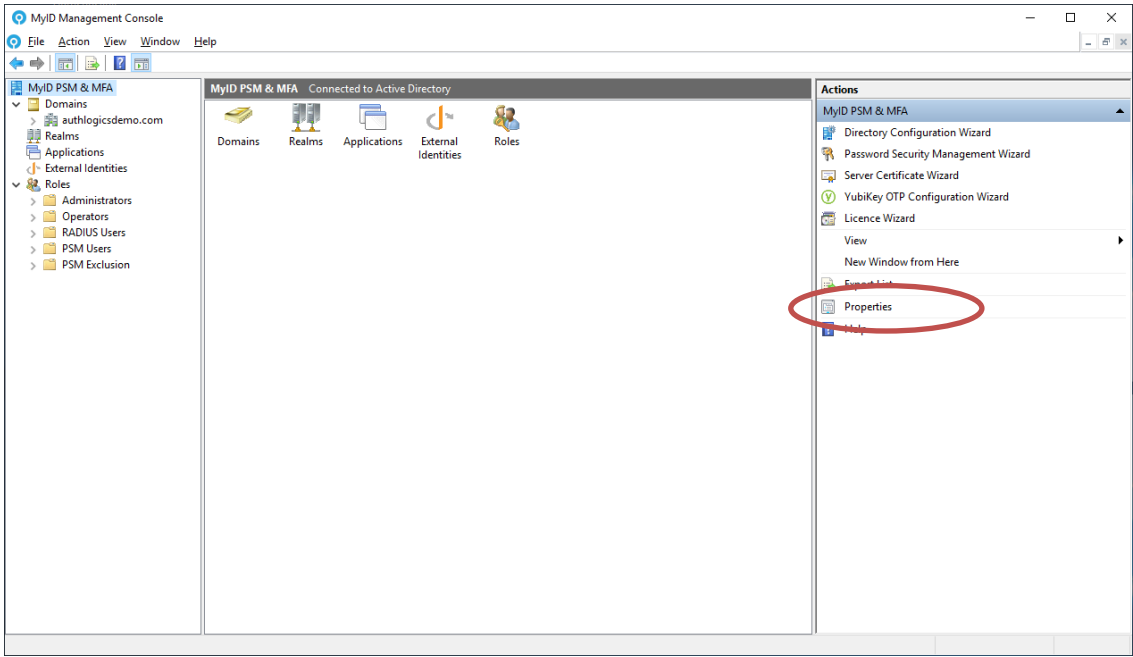 MyID Management Console
File Action View Window Help
MyID PSM & MFA
Domains
authlogicsdemo.com
Realms
Applications
External Identities
Roles
Administrators
Operators
RADIUS Users
PSM Users
PSM Exclusion
MyID PSM & MFA Connected to Active Directory
Domains
Realms
Applications
External
Identities
Roles
Actions
MyID PSM & MFA
Directory Configuration Wizard
Password Security Management Wizard
Server Certificate Wizard
YubiKey OTP Configuration Wizard
Licence Wizard
View
New Window from Here
Export List
Properties
Help